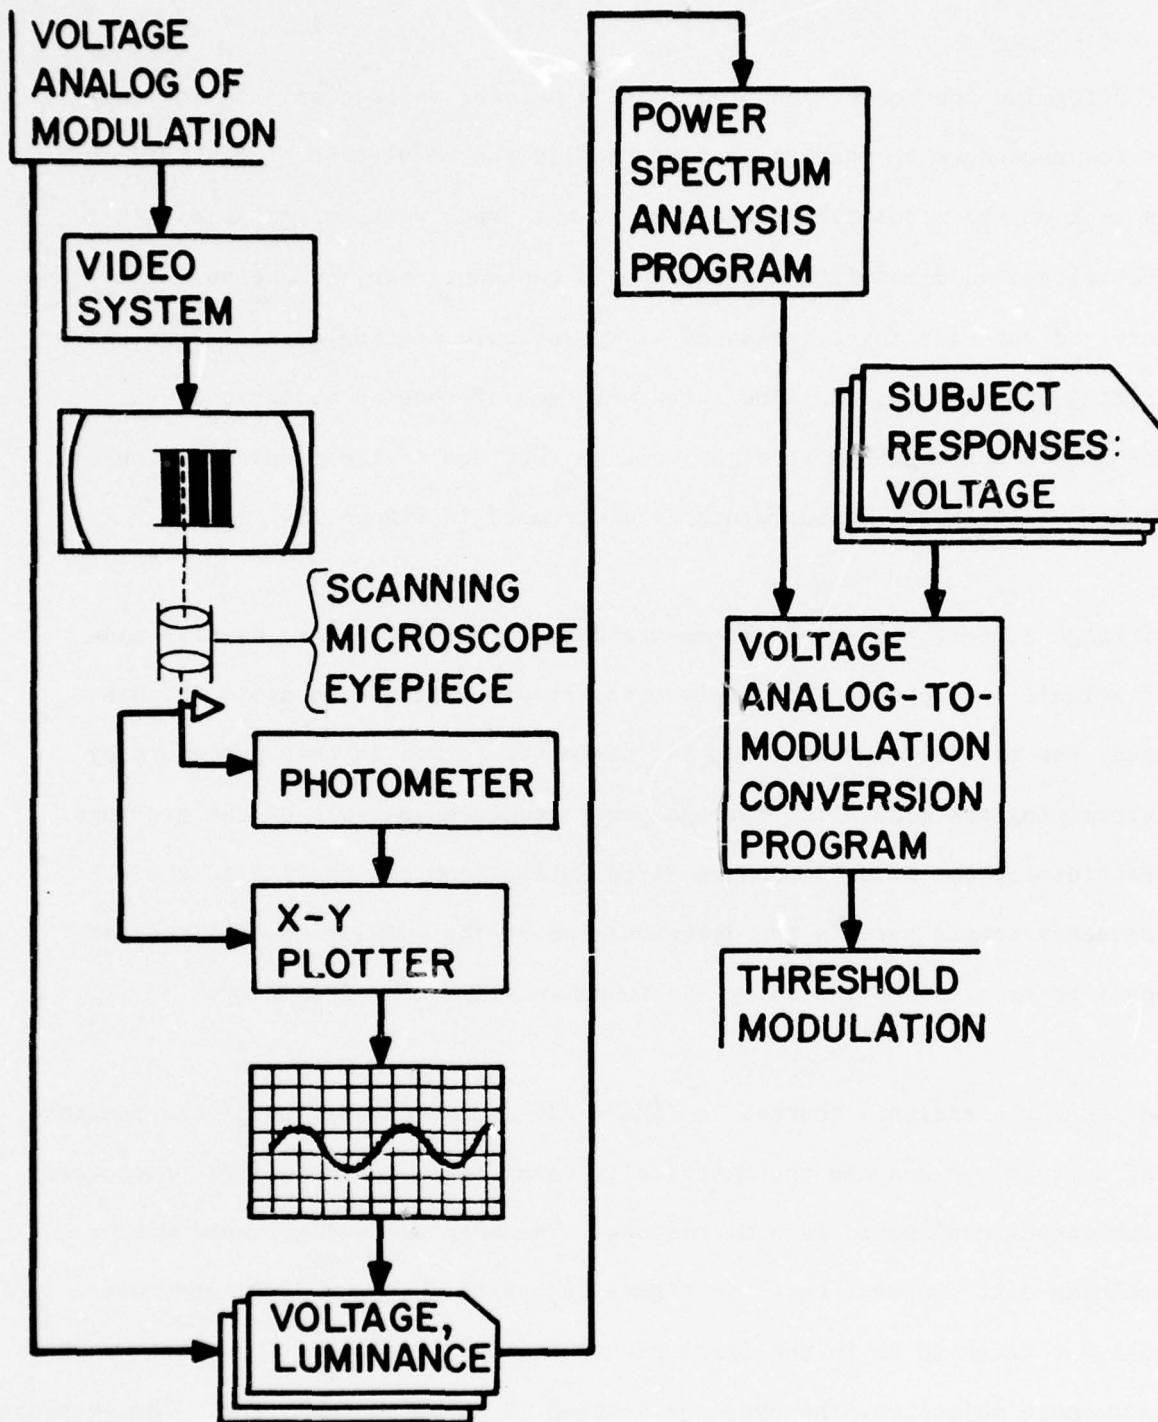 VOLTAGE
ANALOG OF
MODULATION
VIDEO
SYSTEM
SCANNING
MICROSCOPE
EYEPIECE
PHOTOMETER
X-Y
PLOTTER
VOLTAGE,
LUMINANCE
POWER
SPECTRUM
ANALYSIS
PROGRAM
SUBJECT
RESPONSES:
VOLTAGE
VOLTAGE
ANALOG-TO-
MODULATION
CONVERSION
PROGRAM
THRESHOLD
MODULATION